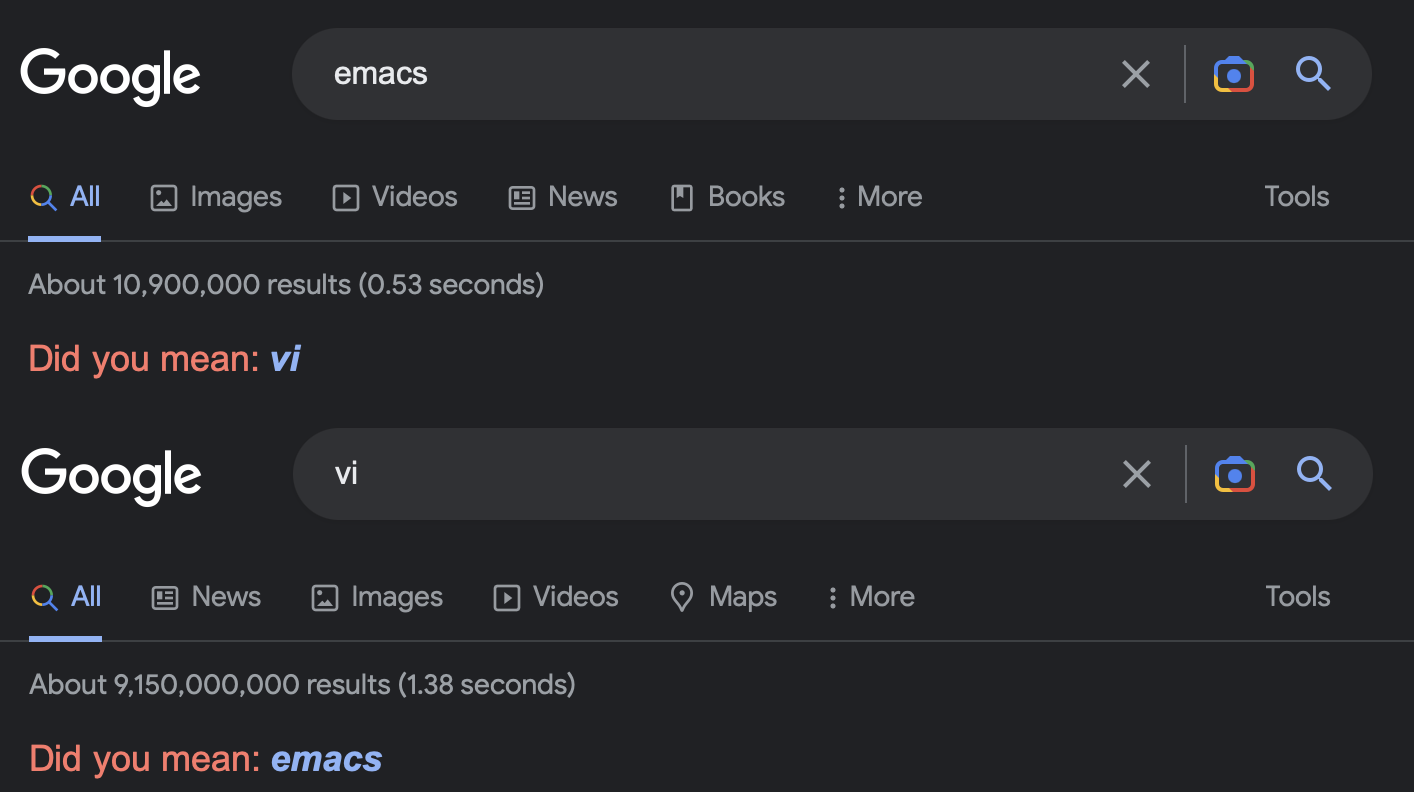 Google emacs
All Images Videos News Books More Tools
About 10,900,000 results (0.53 seconds)
Did you mean: vi
Google vi
All News Images Videos Maps More Tools
About 9,150,000,000 results (1.38 seconds)
Did you mean: emacs